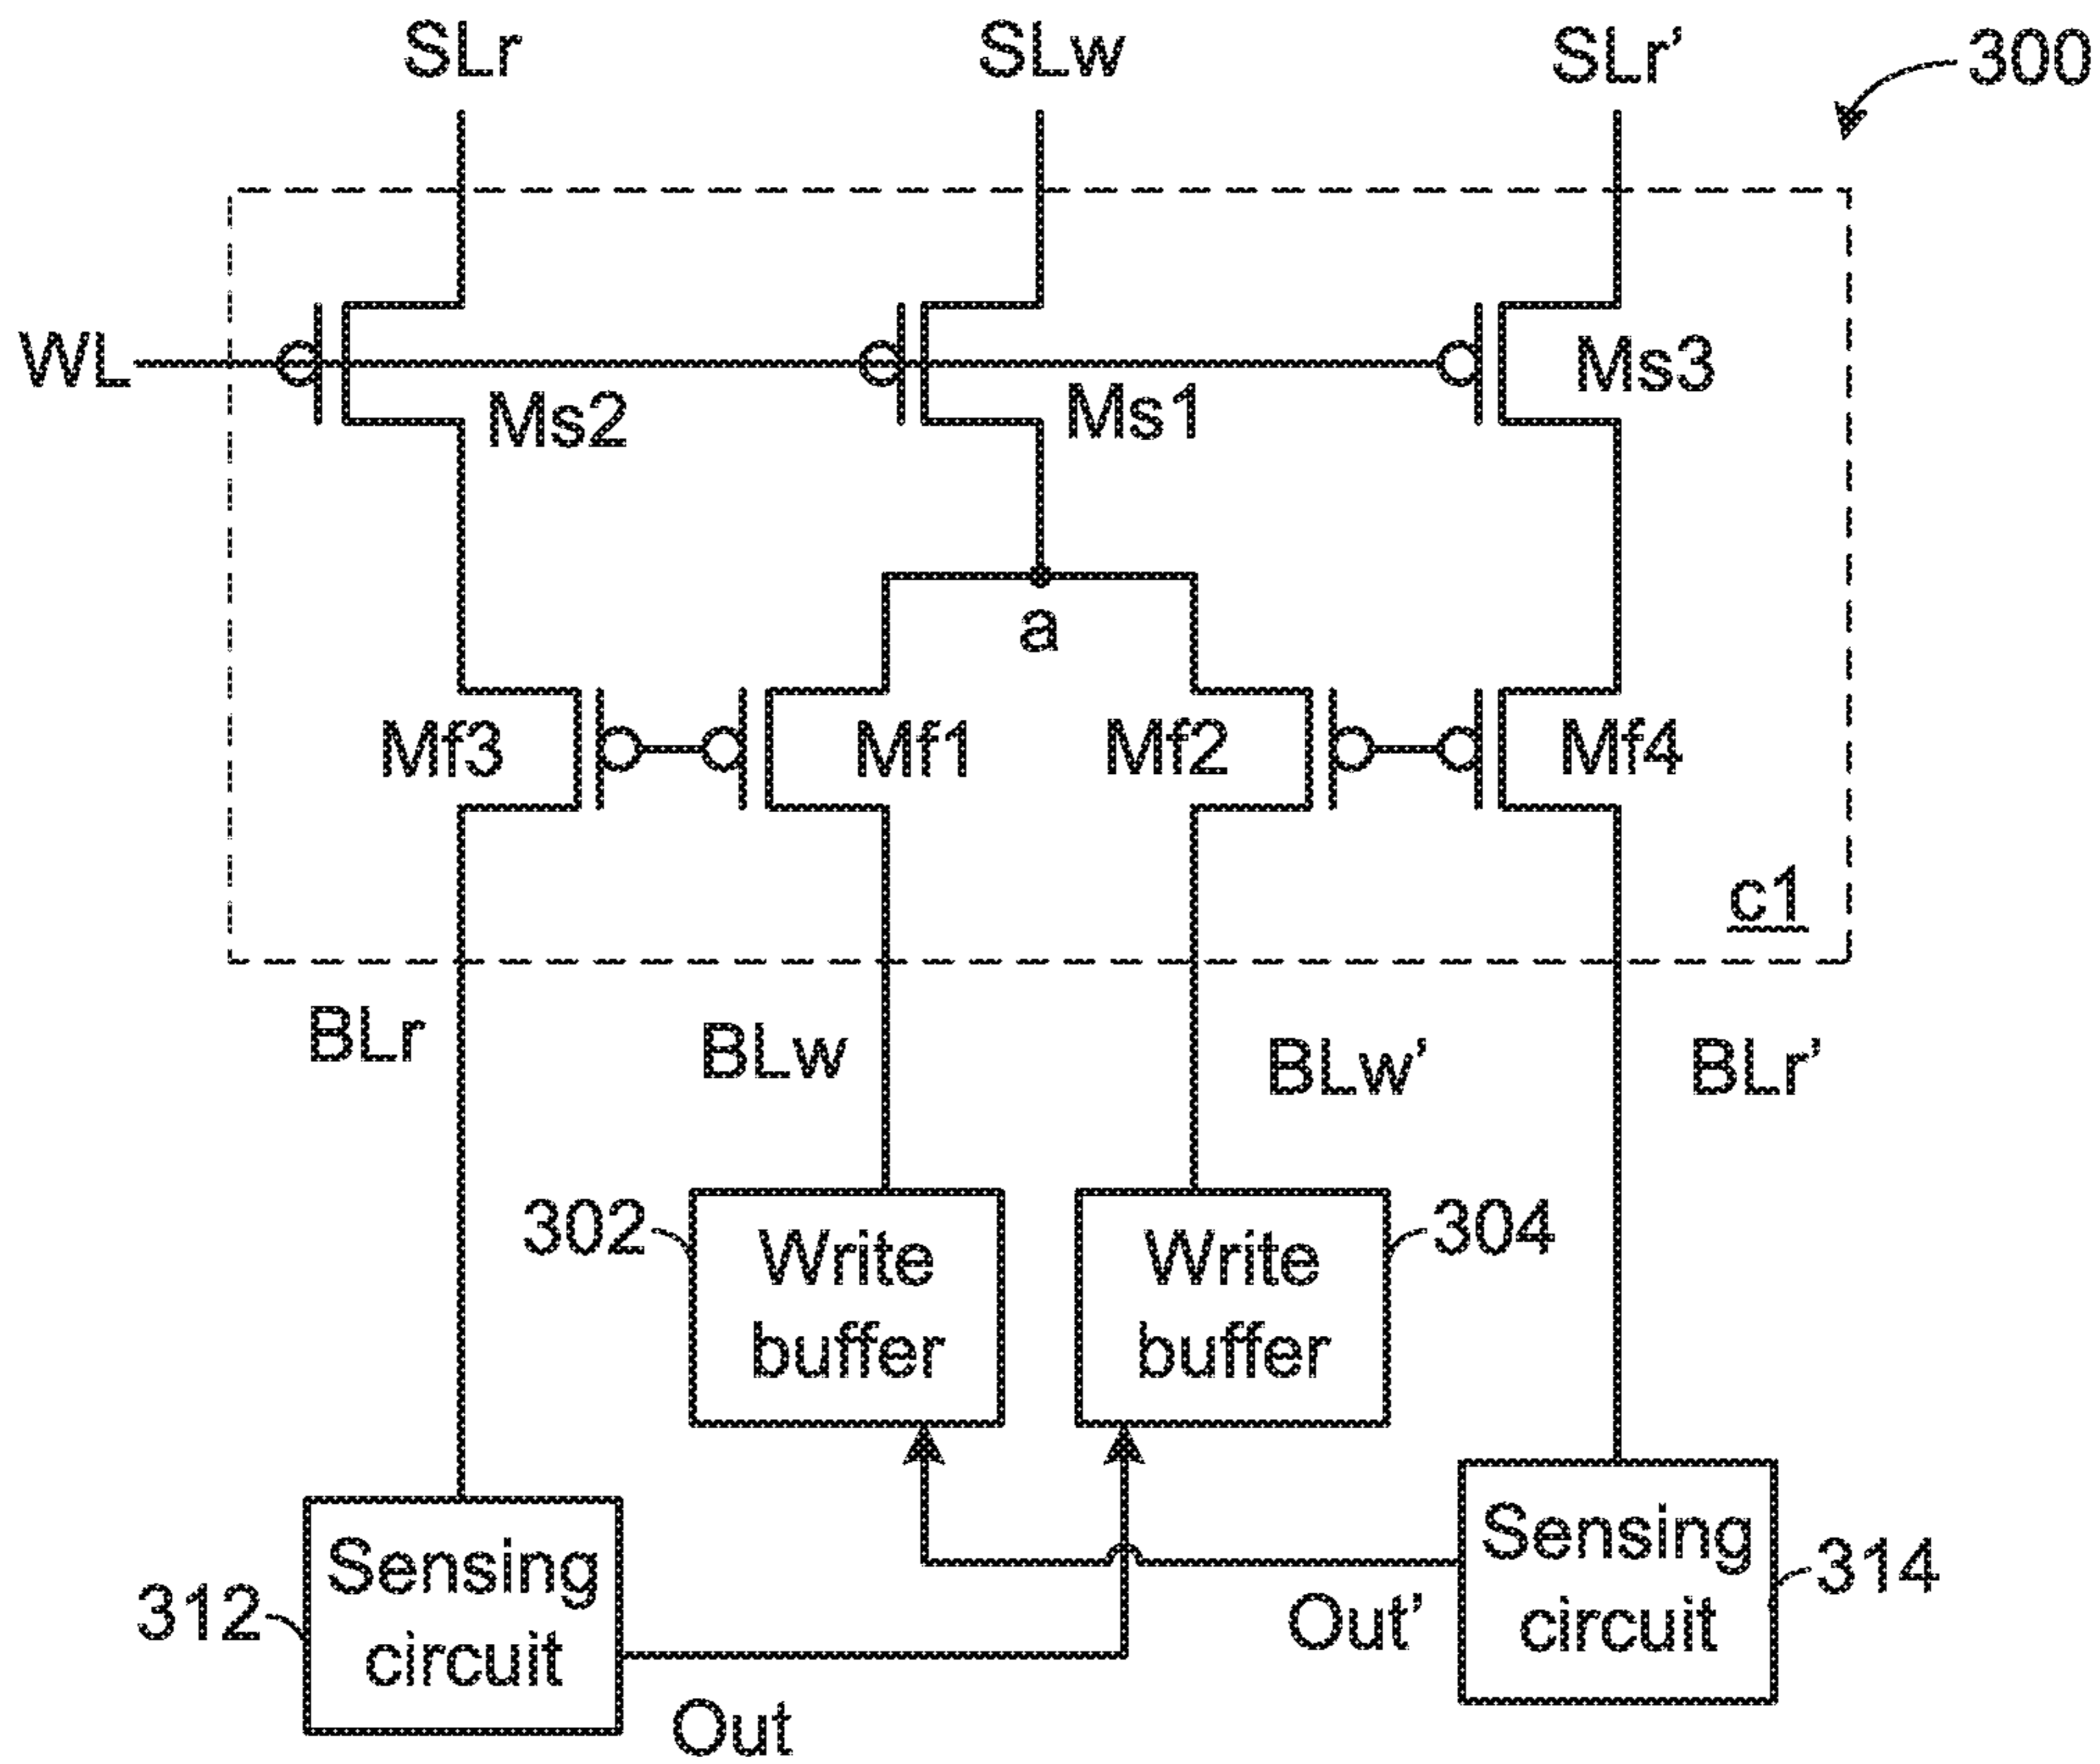 SLr
SLw
SLr’
300
WL
Ms2
Ms1
Ms3
a
Mf3
Mf1
Mf2
Mf4
c1
BLr
BLw
BLw’
BLr’
302
Write
buffer
Write
buffer
304
312
Sensing
circuit
Out
Out’
Sensing
circuit
314